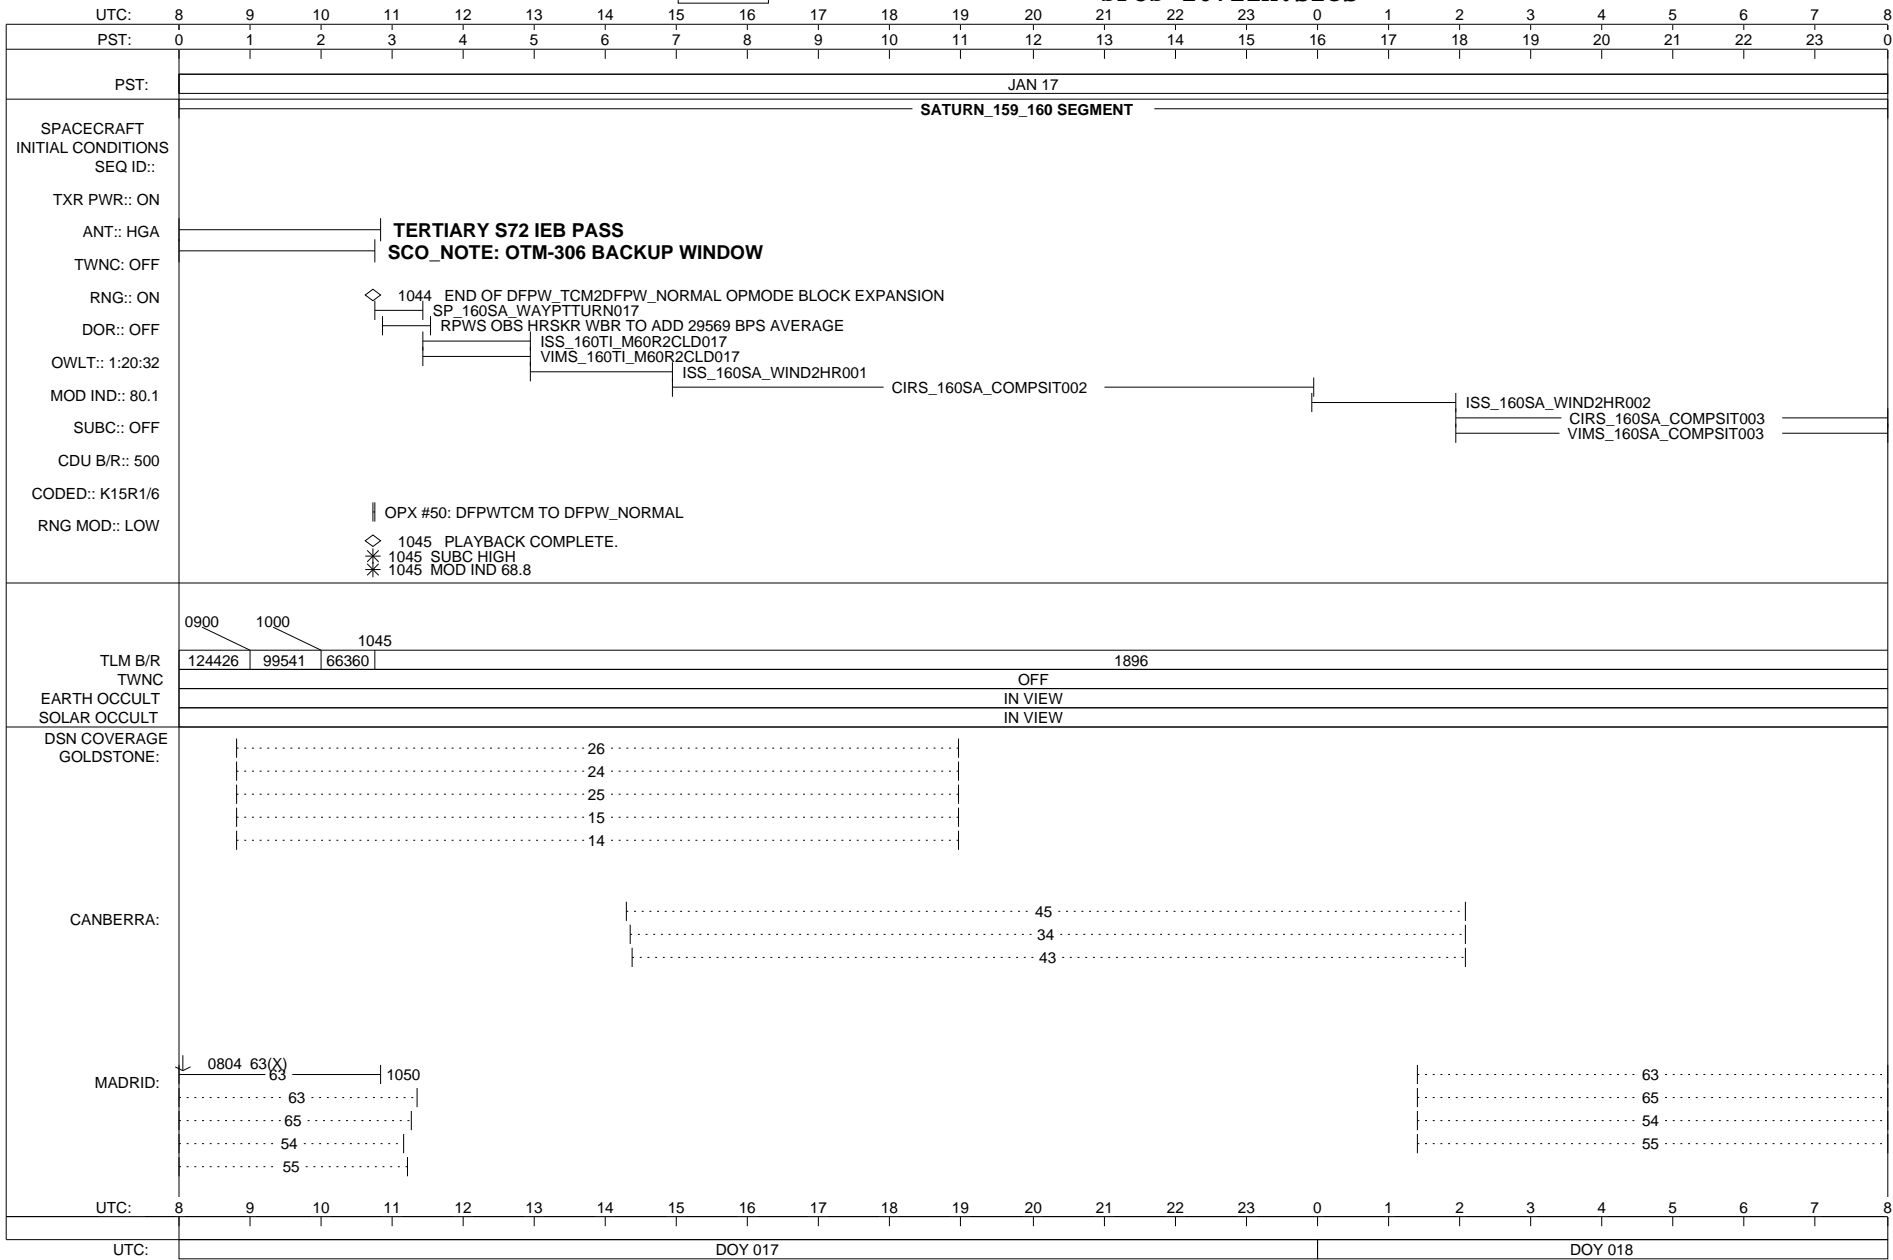 UTC: 8 9 10 11 12 13 14 15 16 17 18 19 20 21 22 23 0 1 2 3 4 5 6 7 8
PST: 0 1 2 3 4 5 6 7 8 9 10 11 12 13 14 15 16 17 18 19 20 21 22 23 0
PST: JAN 17
SATURN_159_160 SEGMENT
SPACECRAFT
INITIAL CONDITIONS
SEQ ID::
TXR PWR:: ON
ANT:: HGA
TWNC: OFF
RNG:: ON
DOR:: OFF
OWLT:: 1:20:32
MOD IND:: 80.1
SUBC:: OFF
CDU B/R:: 500
CODED:: K15R1/6
RNG MOD:: LOW
TERTIARY S72 IEB PASS
SCO_NOTE: OTM-306 BACKUP WINDOW
1044 END OF DFPW_TCM2DFPW_NORMAL OPMODE BLOCK EXPANSION
SP_160SA_WAYPTTURN017
RPWS OBS HRSKR WBR TO ADD 29569 BPS AVERAGE
ISS_160TI_M60R2CLD017
VIMS_160TI_M60R2CLD017
ISS_160SA_WIND2HR001
CIRS_160SA_COMPSIT002
ISS_160SA_WIND2HR002
CIRS_160SA_COMPSIT003
VIMS_160SA_COMPSIT003
OPX #50: DFPWTCM TO DFPW_NORMAL
1045 PLAYBACK COMPLETE.
1045 SUBC HIGH
1045 MOD IND 68.8
0900 1000
1045
TLM B/R 124426 99541 66360 1896
TWNC OFF
EARTH OCCULT IN VIEW
SOLAR OCCULT IN VIEW
DSN COVERAGE
GOLDSTONE:
26
24
25
15
14
CANBERRA:
45
34
43
MADRID:
0804 63(X)
63 1050 63
63 65
65 54
54 55
55
UTC: 8 9 10 11 12 13 14 15 16 17 18 19 20 21 22 23 0 1 2 3 4 5 6 7 8
UTC: DOY 017 DOY 018